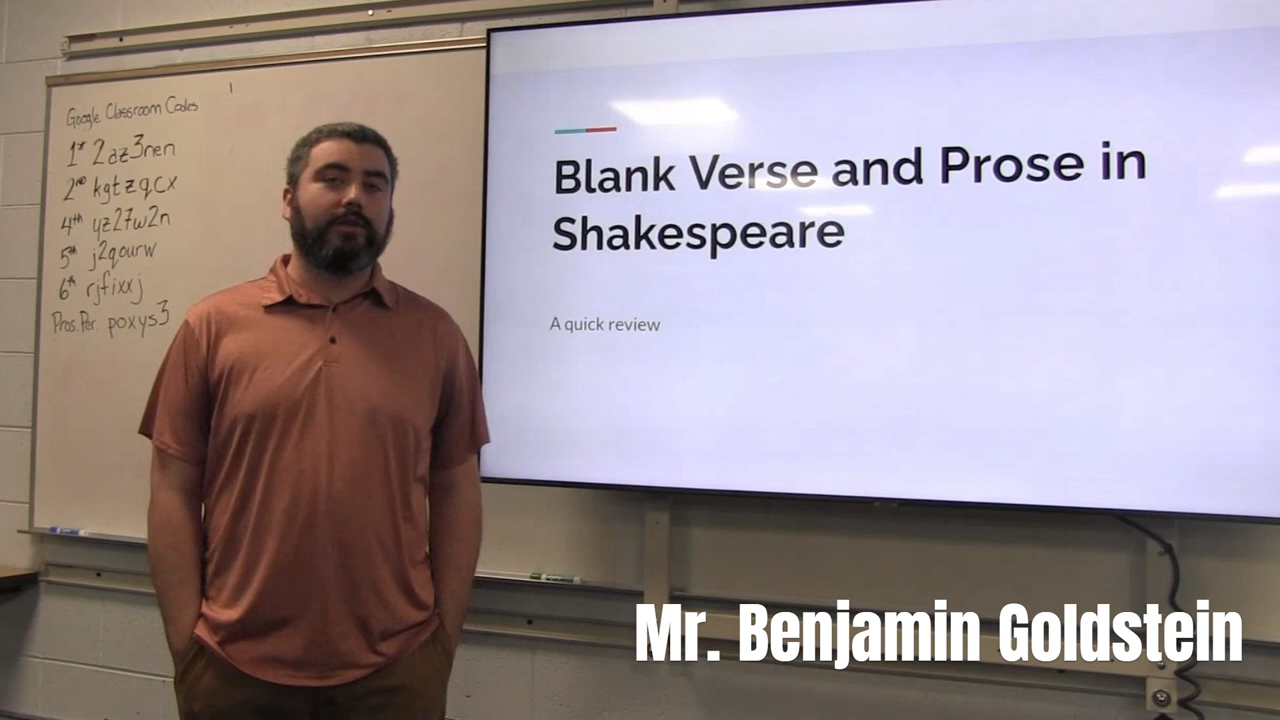 Google Classroom Codes
1st 2az3nen
2nd kgtzqcx
4th yz27w2n
5th j2qourw
6th rjfixxj
Pros. Per. poxys3
Blank Verse and Prose in
Shakespeare
A quick review
Mr. Benjamin Goldstein